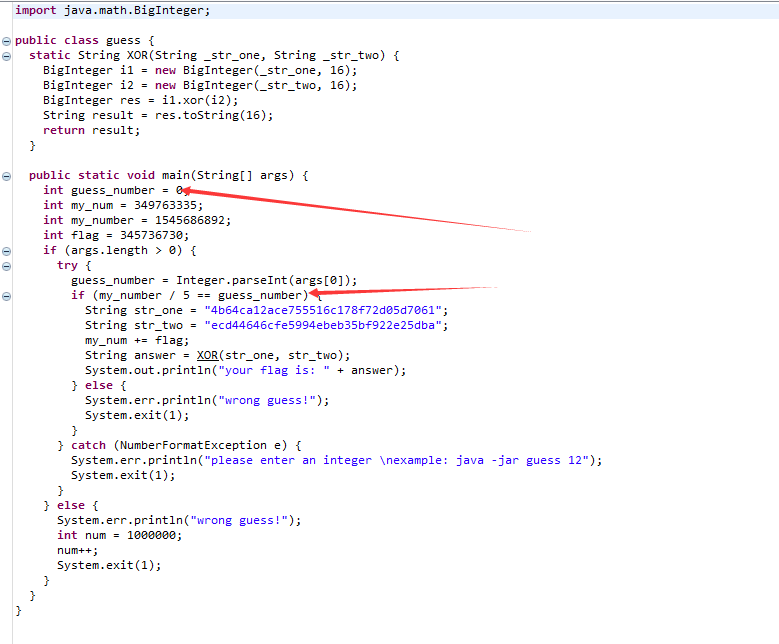 import java.math.BigInteger;
public class guess {
static String XOR(String _str_one, String _str_two) {
BigInteger i1 = new BigInteger(_str_one, 16);
BigInteger i2 = new BigInteger(_str_two, 16);
BigInteger res = i1.xor(i2);
String result = res.toString(16);
return result;
}
public static void main(String[] args) {
int guess_number = 0;
int my_num = 349763335;
int my_number = 1545686892;
int flag = 345736730;
if (args.length > 0) {
try {
guess_number = Integer.parseInt(args[0]);
if (my_number / 5 == guess_number) {
String str_one = "4b64ca12ace755516c178f72d05d7061";
String str_two = "ecd44646cfe5994ebeb35bf922e25dba";
my_num += flag;
String answer = XOR(str_one, str_two);
System.out.println("your flag is: " + answer);
} else {
System.err.println("wrong guess!");
System.exit(1);
}
} catch (NumberFormatException e) {
System.err.println("please enter an integer \nexample: java -jar guess 12");
System.exit(1);
}
} else {
System.err.println("wrong guess!");
int num = 1000000;
num++;
System.exit(1);
}
}
}